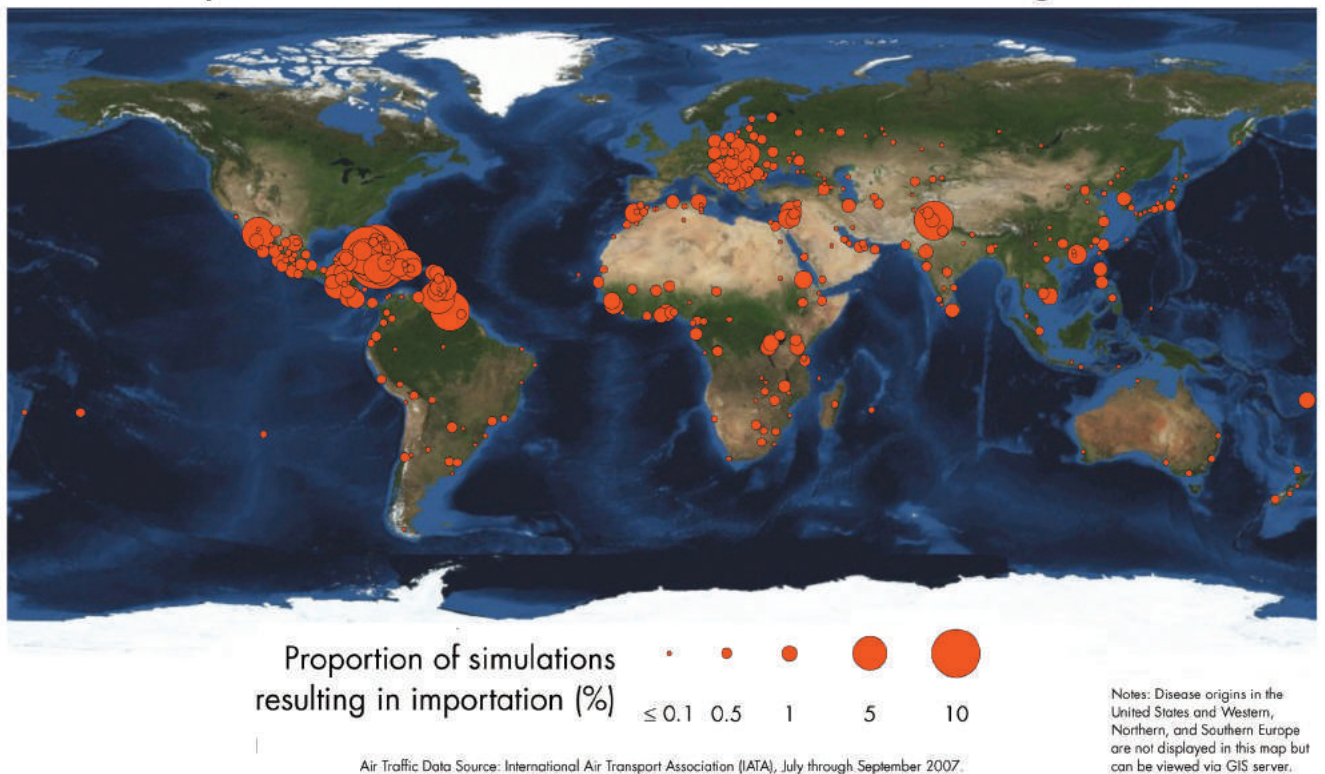 Proportion of simulations
resulting in importation (%)
≤ 0.1 0.5 1 5 10
Notes: Disease origins in the
United States and Western,
Northern, and Southern Europe
are not displayed in this map but
can be viewed via GIS server.
Air Traffic Data Source: International Air Transport Association (IATA), July through September 2007.